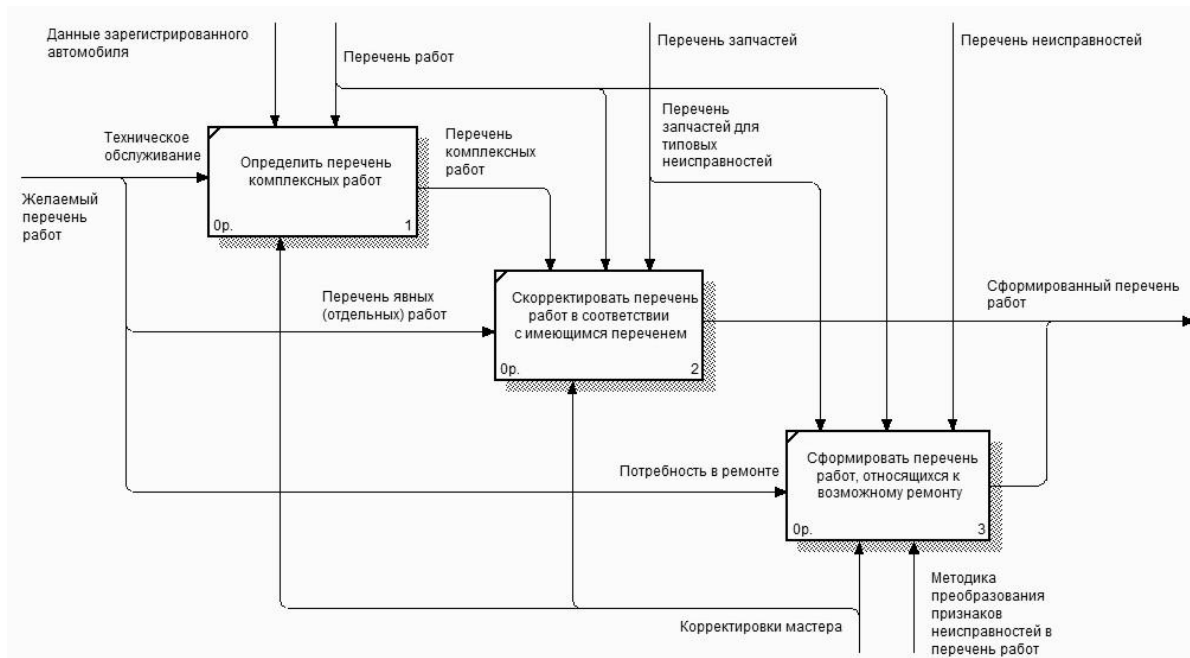 Данные зарегистрированного
автомобиля
Перечень работ
Перечень запчастей
Перечень неисправностей
Техническое
обслуживание
Перечень
комплексных
работ
Перечень
запчастей для
типовых
неисправностей
Определить перечень
комплексных работ
0р.
1
Желаемый
перечень
работ
Перечень явных
(отдельных) работ
Скорректировать перечень
работ в соответствии
с имеющимся перечнем
0р.
2
Сформированный перечень
работ
Потребность в ремонте
Сформировать перечень
работ, относящихся к
возможному ремонту
0р.
3
Корректировки мастера
Методика
преобразования
признаков
неисправностей в
перечень работ